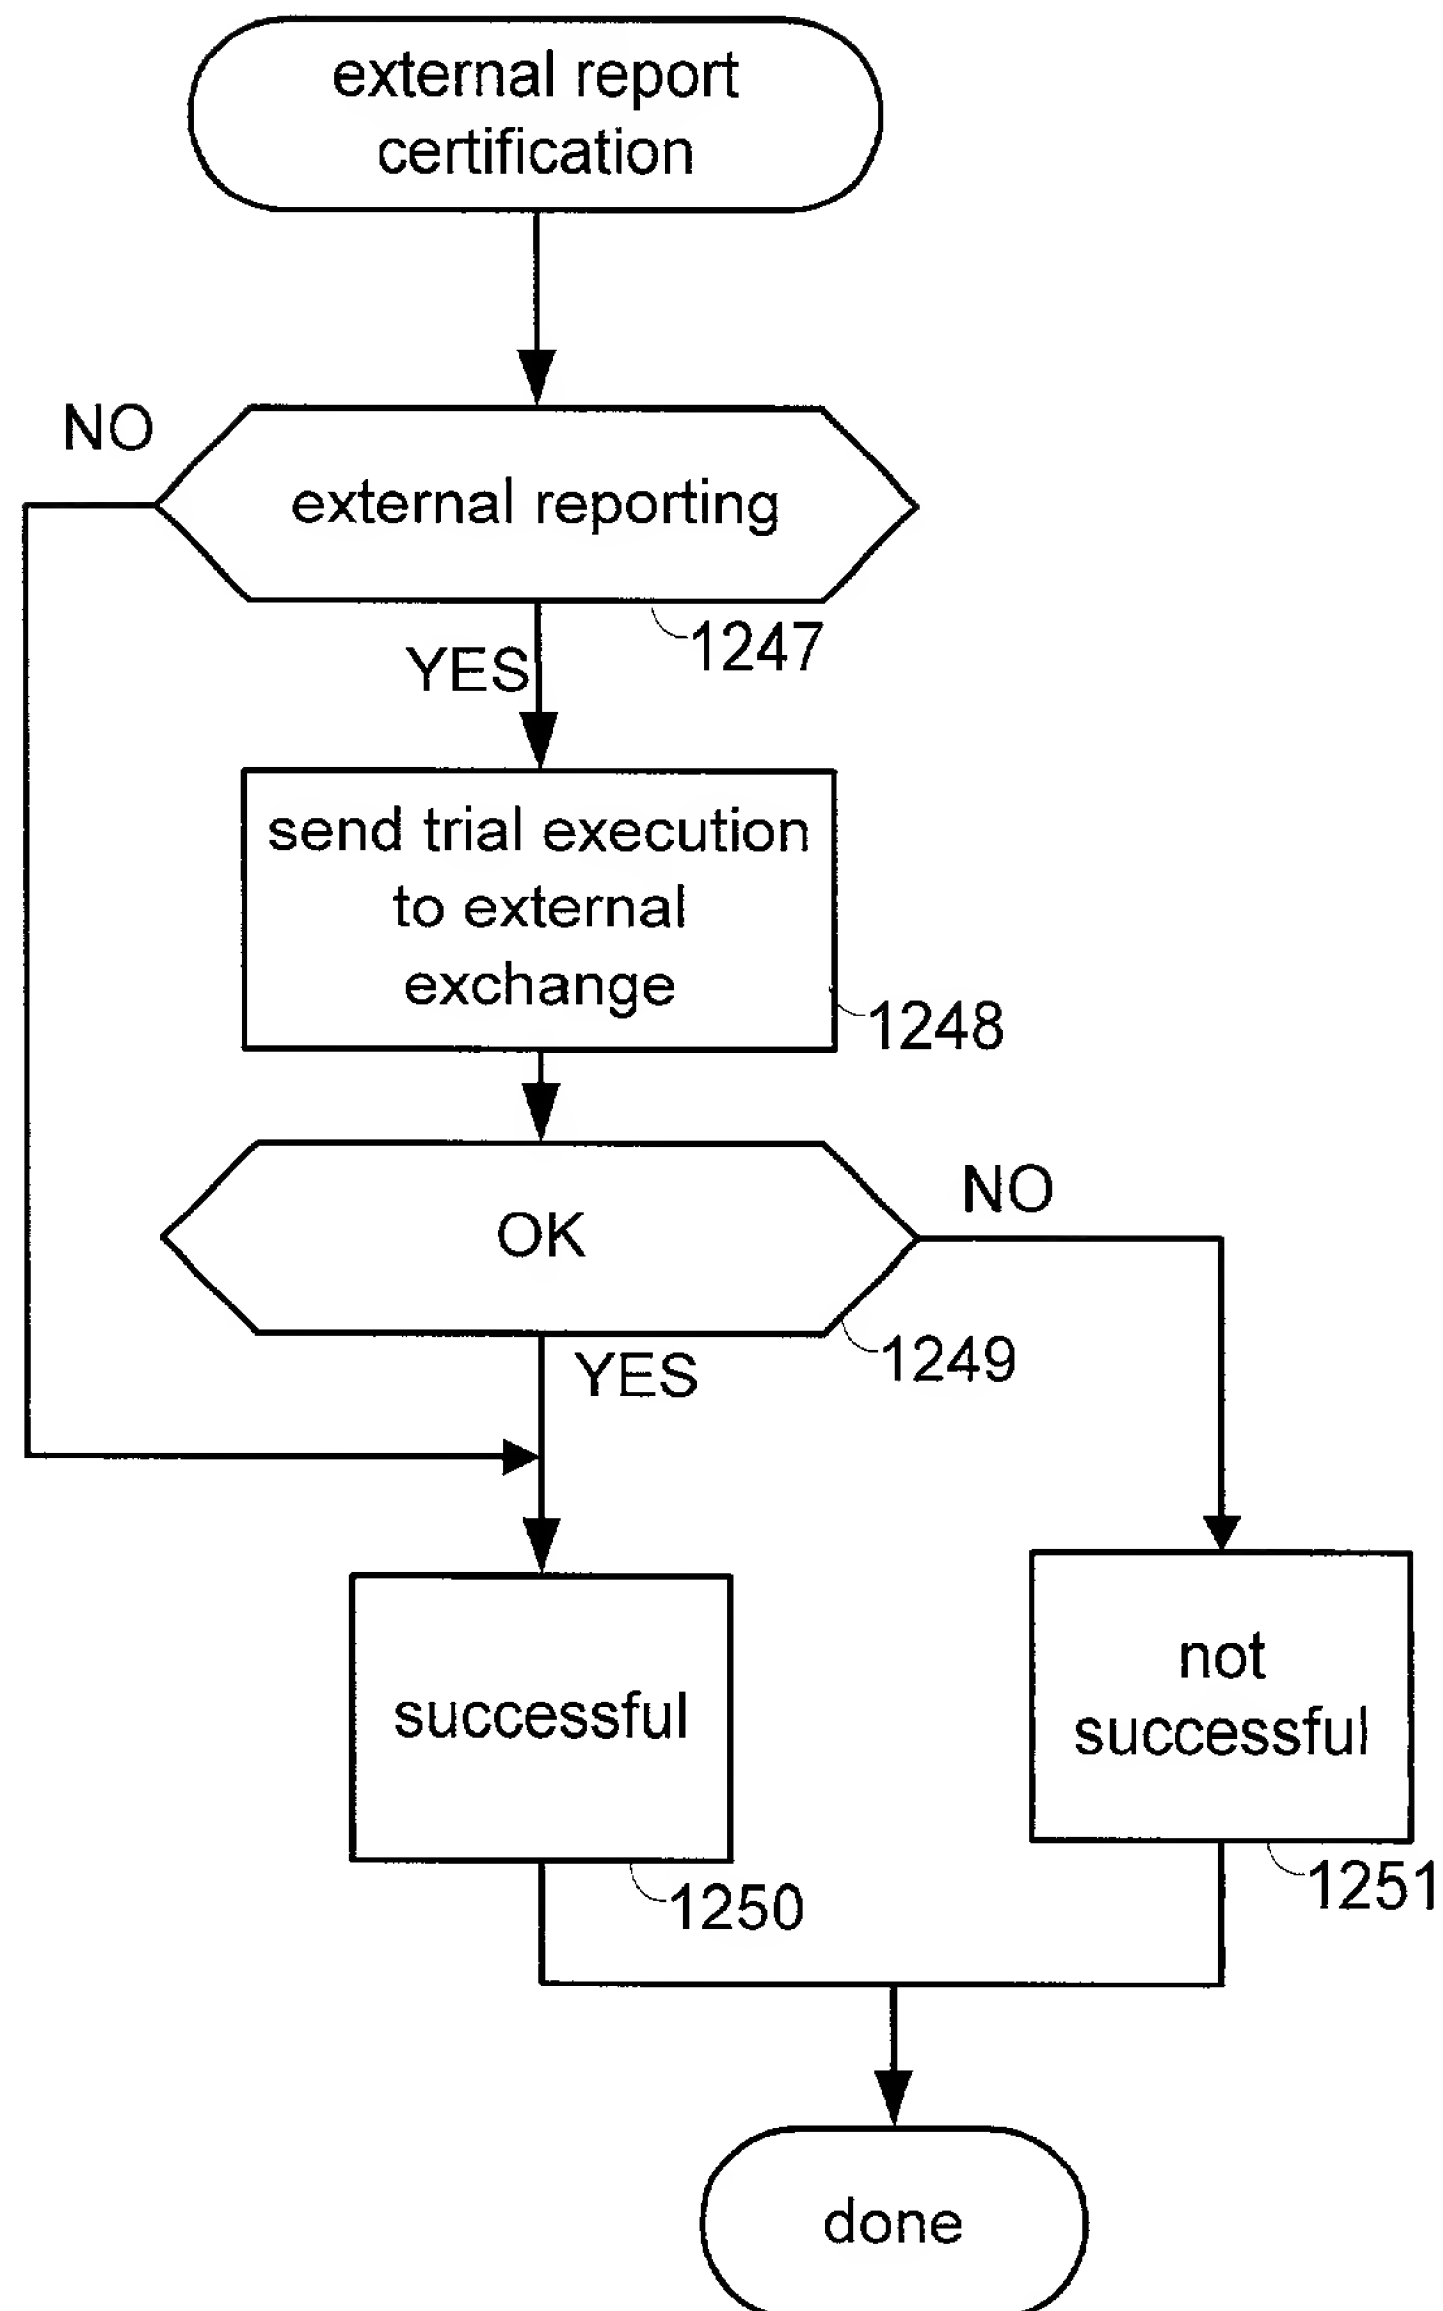 external report
certification
NO
external reporting
1247
YES
send trial execution
to external
exchange
1248
OK
NO
1249
YES
successful
not
successful
1250
1251
done